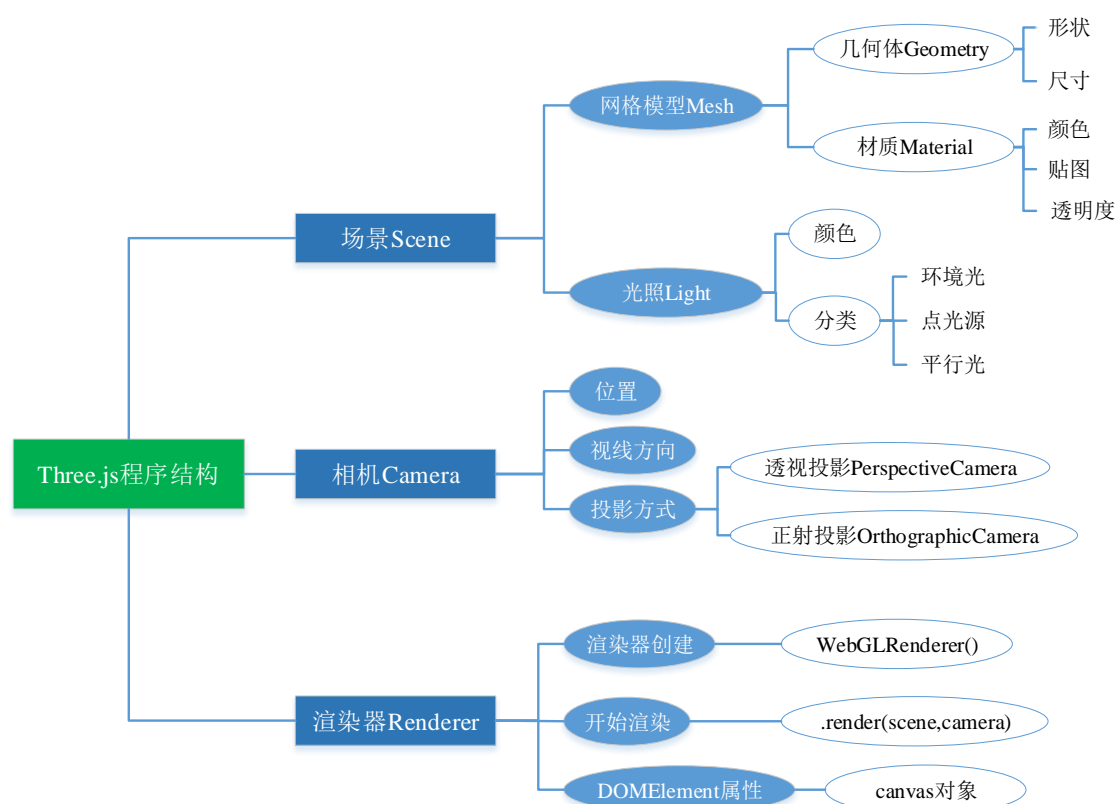 Three.js程序结构
场景Scene
网格模型Mesh
几何体Geometry
形状
尺寸
材质Material
颜色
贴图
透明度
光照Light
颜色
分类
环境光
点光源
平行光
相机Camera
位置
视线方向
投影方式
透视投影PerspectiveCamera
正射投影OrthographicCamera
渲染器Renderer
渲染器创建
WebGLRenderer()
开始渲染
.render(scene,camera)
DOMElement属性
canvas对象